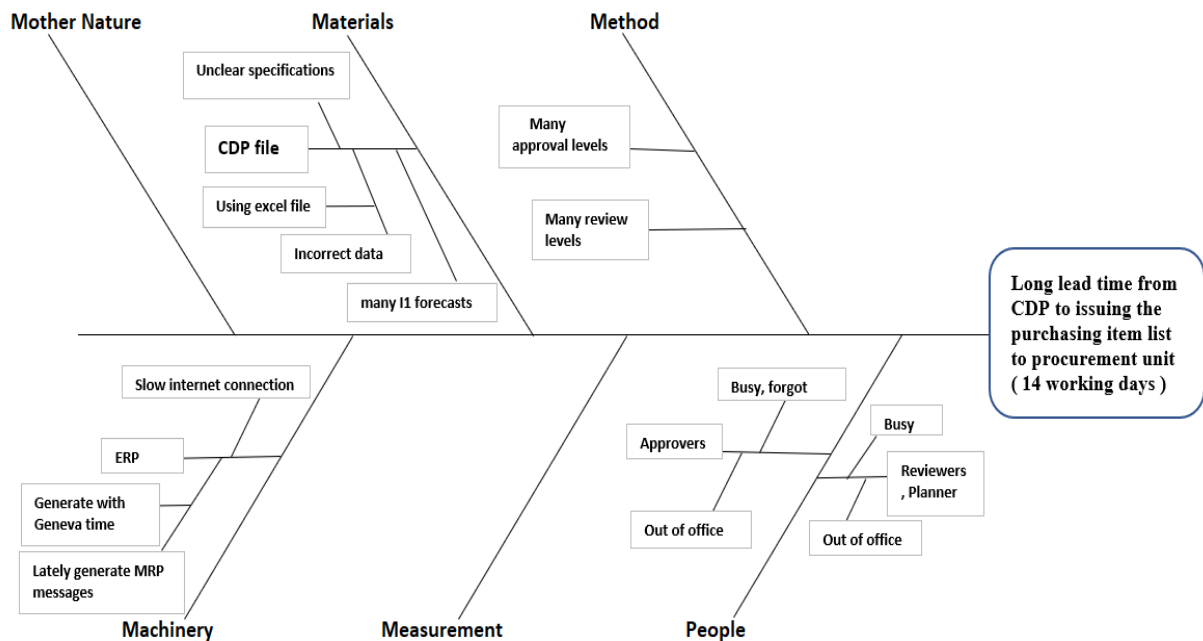 Mother Nature
Materials
Method
Unclear specifications
CDP file
Using excel file
Incorrect data
many I1 forecasts
Many
approval levels
Many review
levels
Long lead time from
CDP to issuing the
purchasing item list
to procurement unit
( 14 working days )
Slow internet connection
ERP
Generate with
Geneva time
Lately generate MRP
messages
Busy, forgot
Approvers
Out of office
Busy
Reviewers
, Planner
Out of office
Machinery
Measurement
People